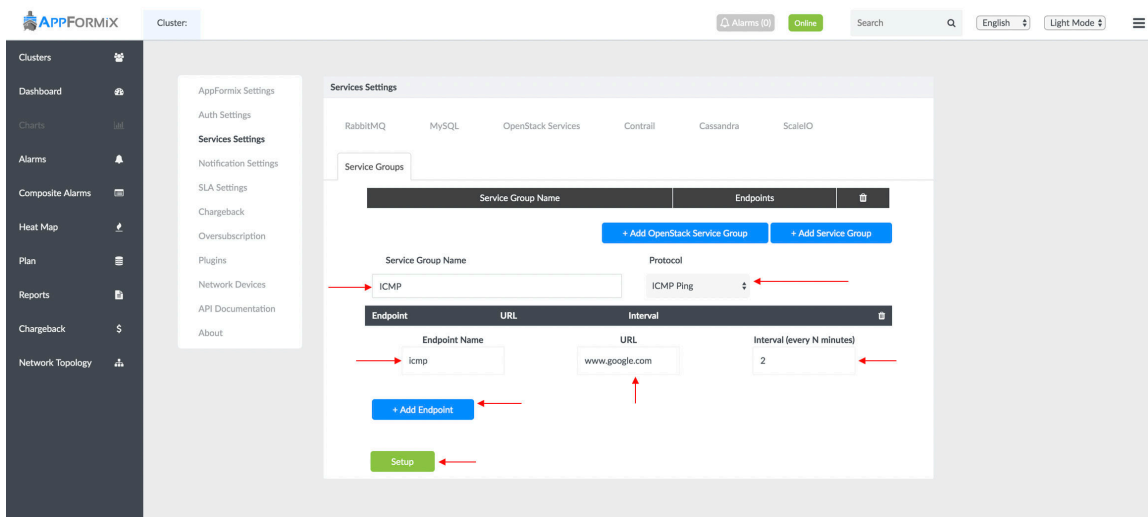 APPFORMIX
Cluster:
Alarms (0)
Online
Search
English
Light Mode
Clusters
Dashboard
Charts
Alarms
Composite Alarms
Heat Map
Plan
Reports
Chargeback
Network Topology
AppFormix Settings
Auth Settings
Services Settings
Notification Settings
SLA Settings
Chargeback
Oversubscription
Plugins
Network Devices
API Documentation
About
Services Settings
RabbitMQ MySQL OpenStack Services Contrail Cassandra ScaleIO
Service Groups
Service Group Name Endpoints
+ Add OpenStack Service Group + Add Service Group
Service Group Name Protocol
ICMP ICMP Ping
Endpoint URL Interval
Endpoint Name URL Interval (every N minutes)
icmp www.google.com 2
+ Add Endpoint
Setup